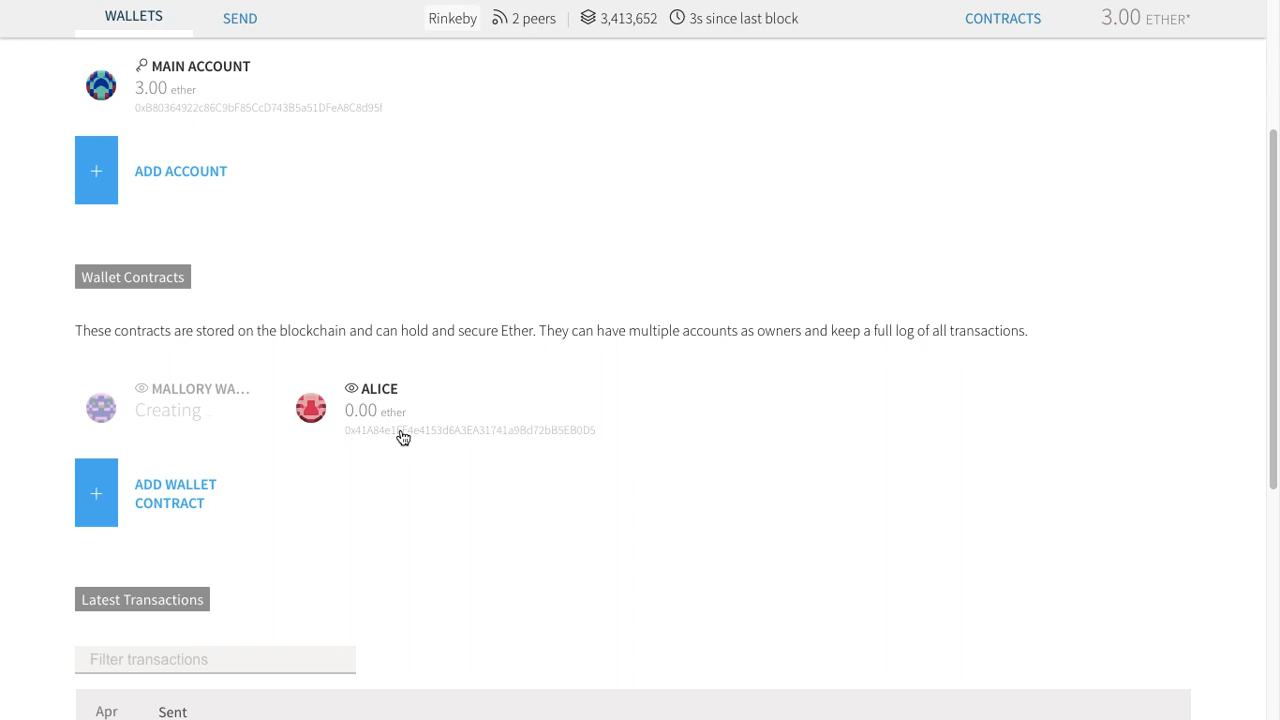 WALLETS SEND Rinkeby 2 peers 3,413,652 3s since last block CONTRACTS 3.00 ETHER*
MAIN ACCOUNT
3.00 ether
0xB80364922c86C9bF85CcD743B5a51DFeA8C8d95f
+ ADD ACCOUNT
Wallet Contracts
These contracts are stored on the blockchain and can hold and secure Ether. They can have multiple accounts as owners and keep a full log of all transactions.
MALLORY WA... ALICE
Creating .. 0.00 ether
+ ADD WALLET
CONTRACT
Latest Transactions
Filter transactions
Apr Sent